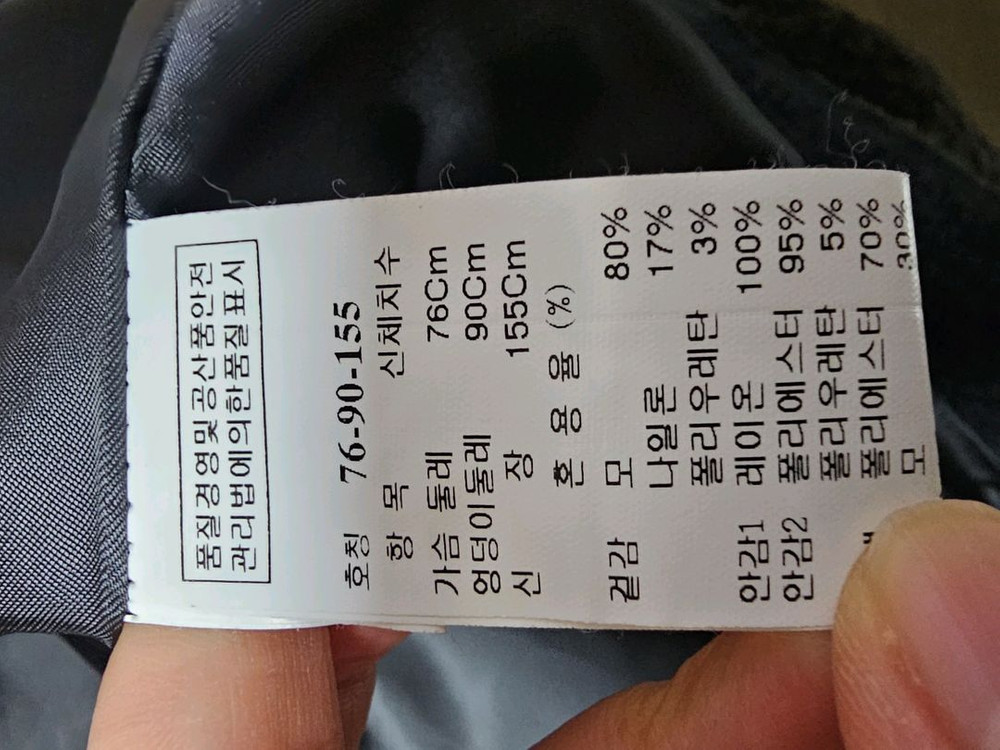 품질경영및공산품안전
관리법에의한품질표시
호칭 76-90-155
항 목 신체치수
가슴 둘레 76Cm
엉덩이둘레 90Cm
신 장 155Cm
혼 용 율 (%)
겉감 모 80%
나일론 17%
폴리우레탄 3%
안감1 레이온 100%
안감2 폴리에스터 95%
폴리우레탄 5%
폴리에스터 70%
모 30%